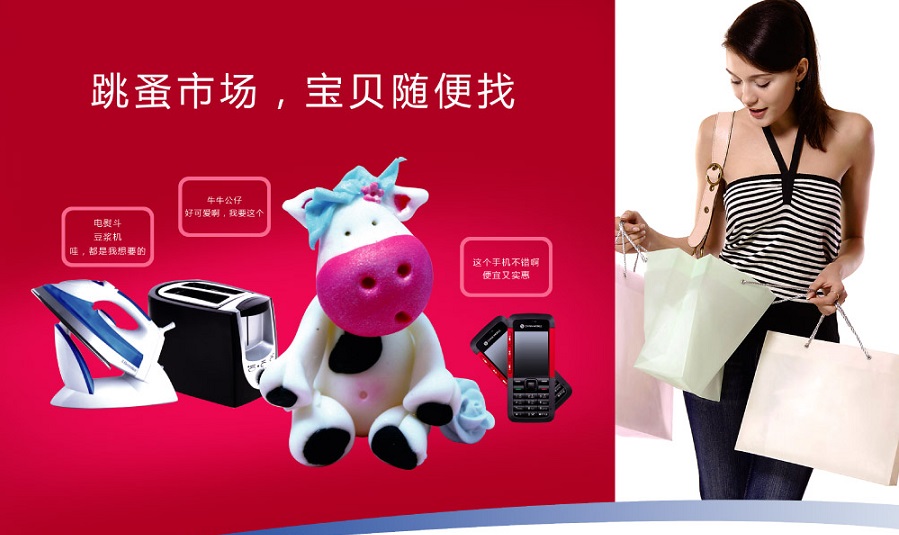 跳蚤市场，宝贝随便找
牛牛公仔
好可爱啊，我要这个
电熨斗
豆浆机
哇，都是我想要的
这个手机不错啊
便宜又实惠